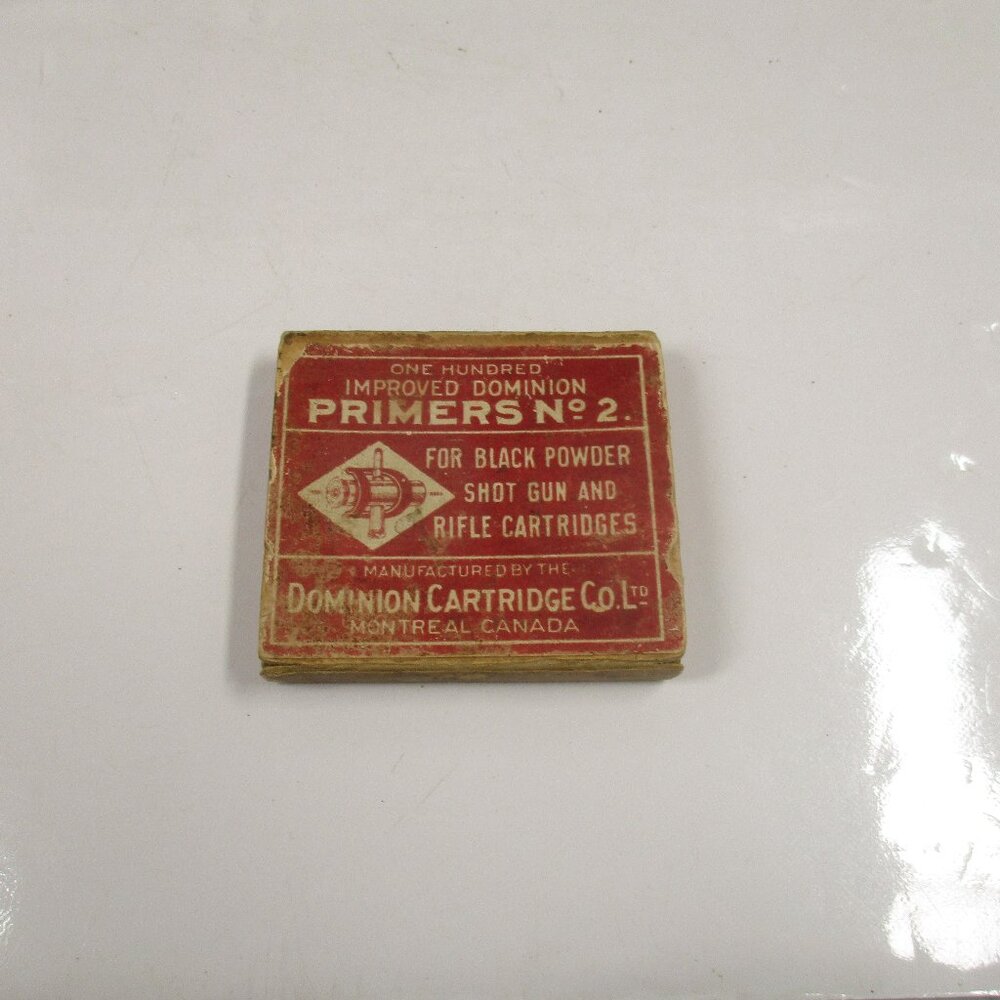 ONE HUNDRED
IMPROVED DOMINION
PRIMERS No 2.
FOR BLACK POWDER
SHOT GUN AND
RIFLE CARTRIDGES
MANUFACTURED BY THE
DOMINION CARTRIDGE CO. LTD
MONTREAL CANADA